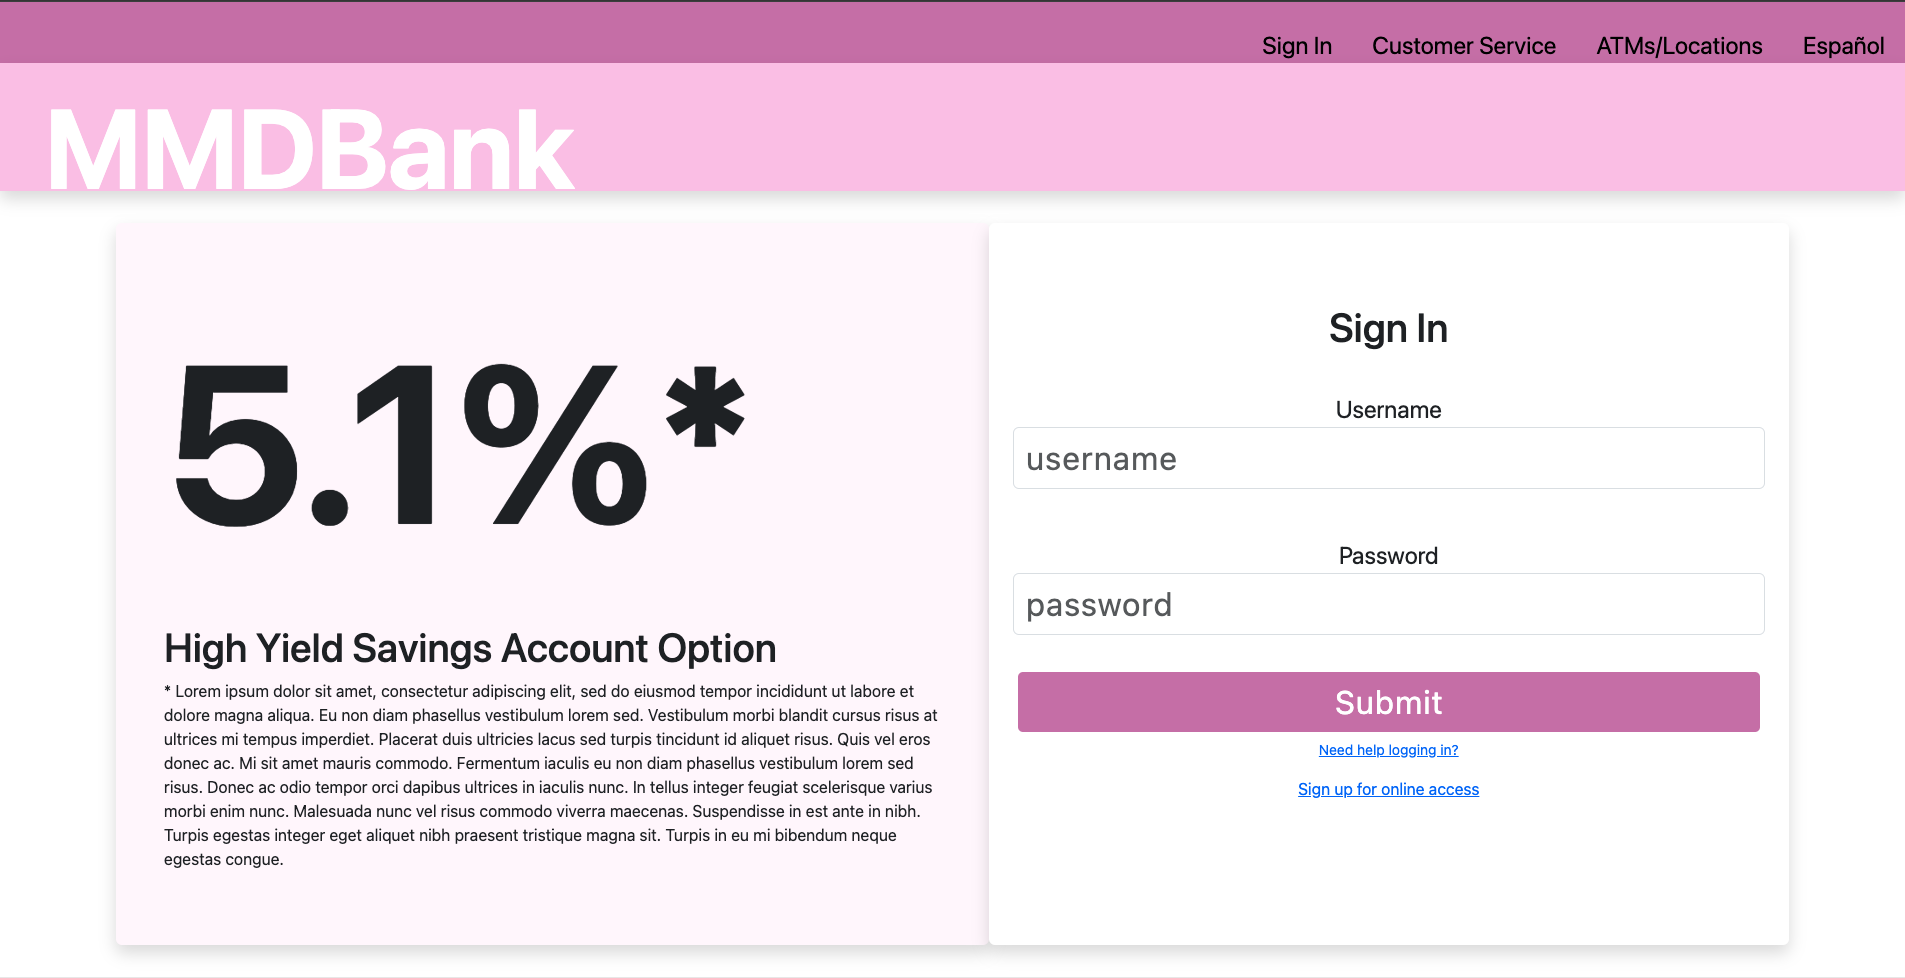 Sign In Customer Service ATMs/Locations Español
MMDBank
5.1%*
High Yield Savings Account Option
* Lorem ipsum dolor sit amet, consectetur adipiscing elit, sed do eiusmod tempor incididunt ut labore et
dolore magna aliqua. Eu non diam phasellus vestibulum lorem sed. Vestibulum morbi blandit cursus risus at
ultrices mi tempus imperdiet. Placerat duis ultricies lacus sed turpis tincidunt id aliquet risus. Quis vel eros
donec ac. Mi sit amet mauris commodo. Fermentum iaculis eu non diam phasellus vestibulum lorem sed
risus. Donec ac odio tempor orci dapibus ultrices in iaculis nunc. In tellus integer feugiat scelerisque varius
morbi enim nunc. Malesuada nunc vel risus commodo viverra maecenas. Suspendisse in est ante in nibh.
Turpis egestas integer eget aliquet nibh praesent tristique magna sit. Turpis in eu mi bibendum neque
egestas congue.
Sign In
Username
username
Password
password
Submit
Need help logging in?
Sign up for online access